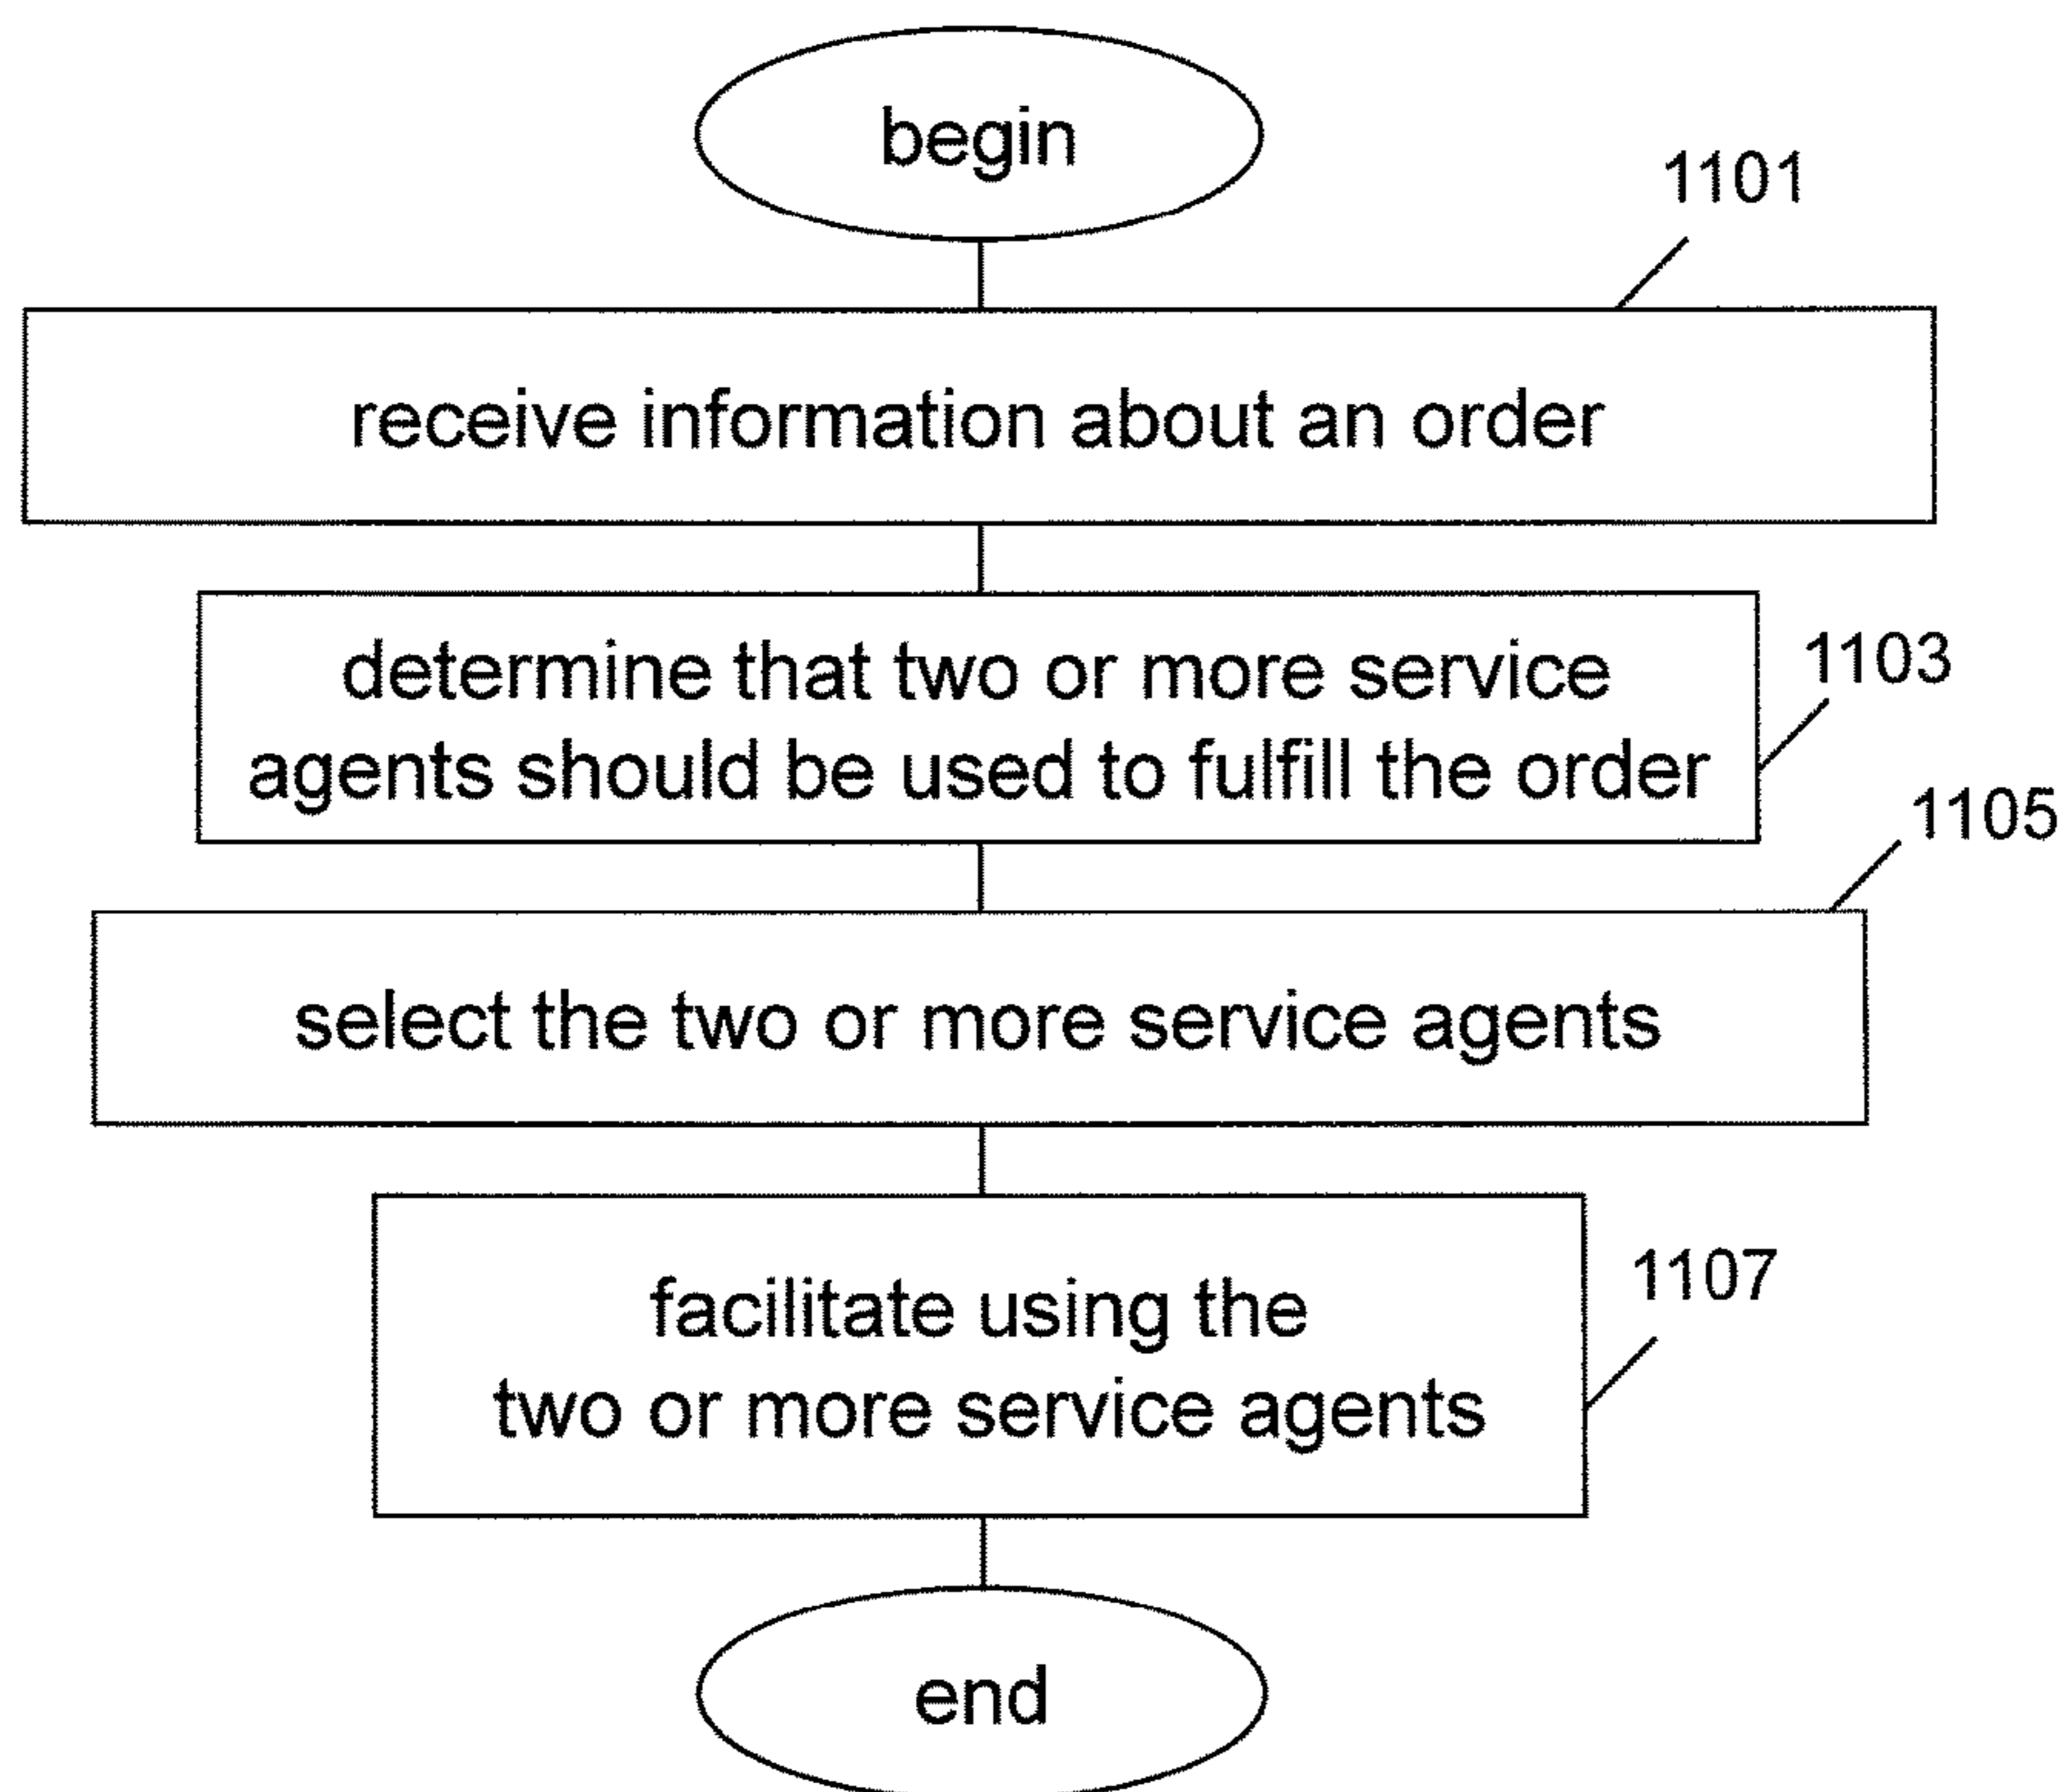 begin
1101
receive information about an order
determine that two or more service
1103
agents should be used to fulfill the order
1105
select the two or more service agents
facilitate using the
1107
two or more service agents
end